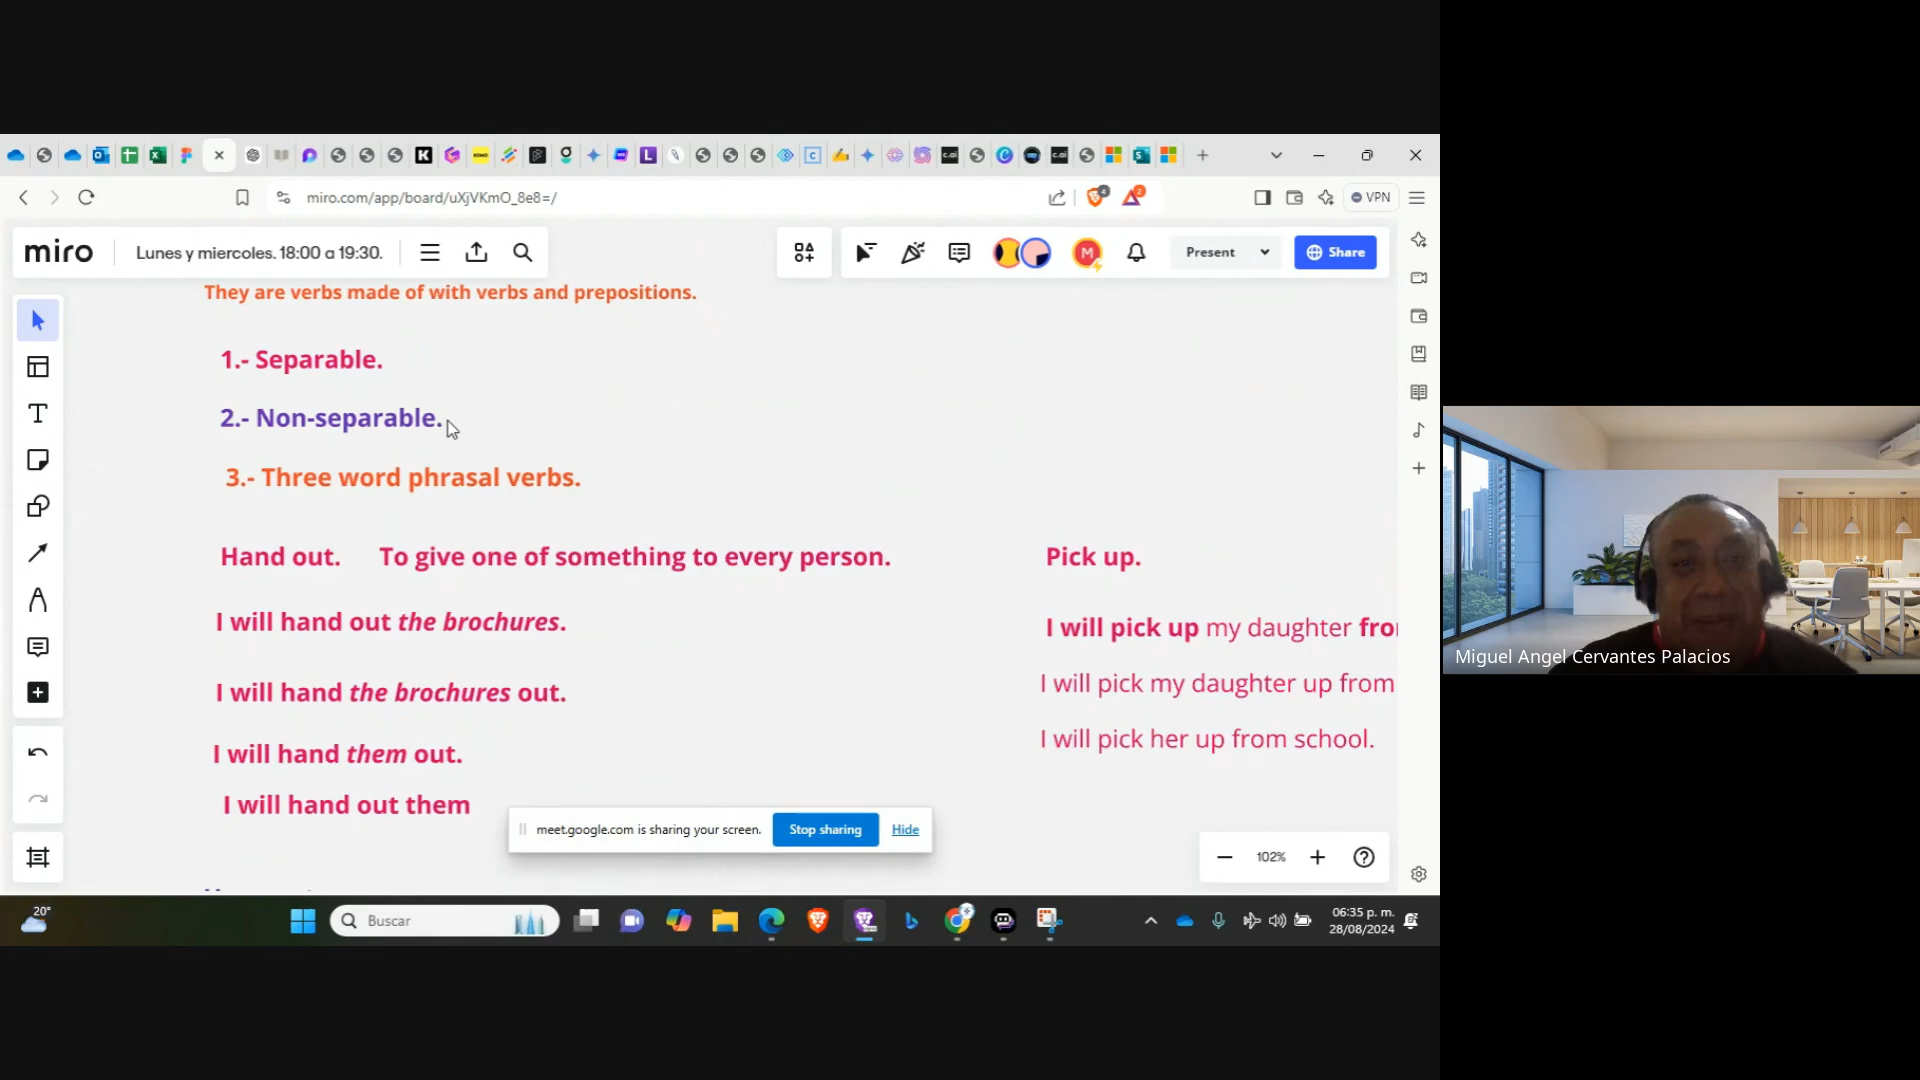 miro.com/app/board/uXjVKmO_8e8=/
VPN
miro
Lunes y miercoles. 18:00 a 19:30.
M
Present
Share
They are verbs made of with verbs and prepositions.
1.- Separable.
2.- Non-separable.
3.- Three word phrasal verbs.
Hand out. To give one of something to every person.
Pick up.
I will hand out the brochures.
I will pick up my daughter
I will hand the brochures out.
I will pick my daughter up from
I will hand them out.
I will pick her up from school.
I will hand out them
meet.google.com is sharing your screen.
Stop sharing
Hide
102%
Miguel Angel Cervantes Palacios
20°
Buscar
06:35 p. m.
28/08/2024